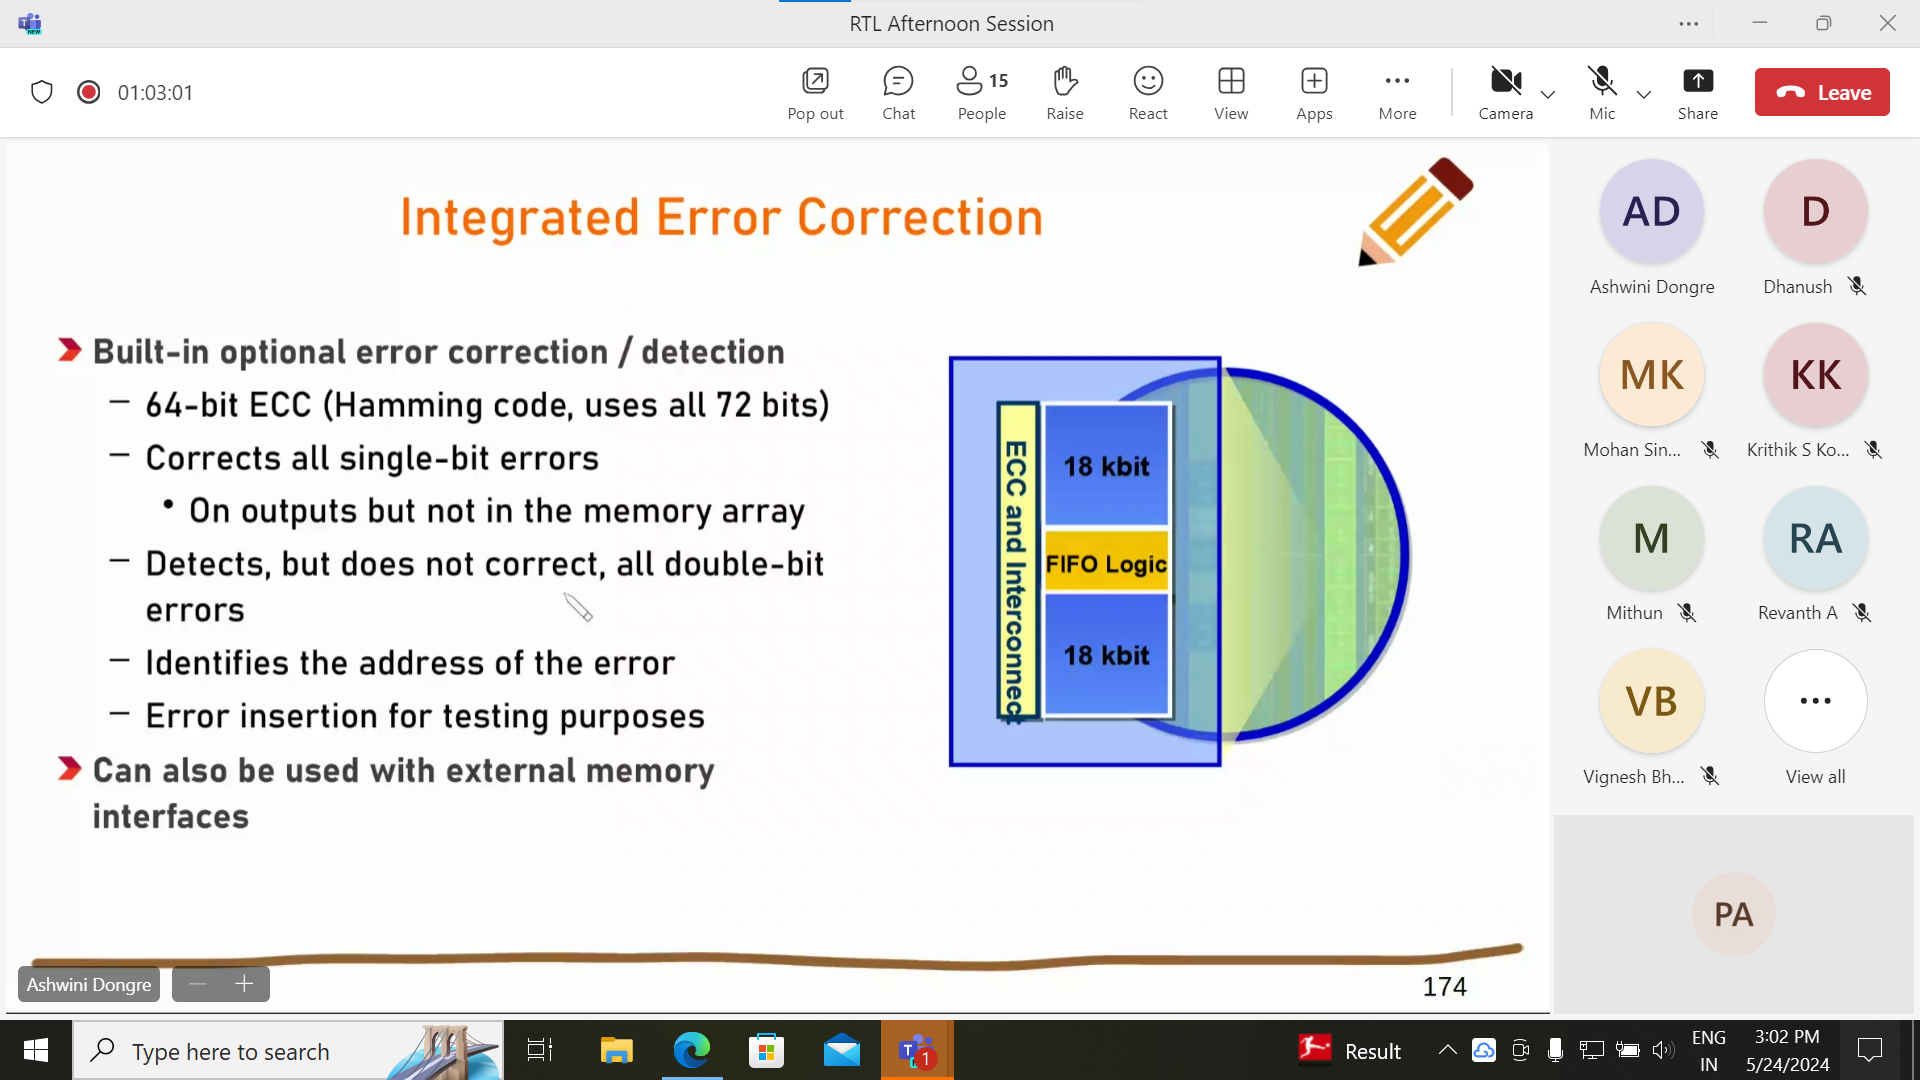 RTL Afternoon Session
NEW
01:03:01
Pop out
Chat
15
People
Raise
React
View
Apps
More
Camera
Mic
Share
Leave
Integrated Error Correction
Built-in optional error correction / detection
– 64-bit ECC (Hamming code, uses all 72 bits)
– Corrects all single-bit errors
• On outputs but not in the memory array
– Detects, but does not correct, all double-bit
errors
– Identifies the address of the error
– Error insertion for testing purposes
Can also be used with external memory
interfaces
ECC and Interconnect
18 kbit
FIFO Logic
18 kbit
174
Ashwini Dongre
AD
Ashwini Dongre
D
Dhanush
MK
Mohan Sin...
KK
Krithik S Ko...
M
Mithun
RA
Revanth A
VB
Vignesh Bh...
View all
PA
Type here to search
1
Result
ENG
IN
3:02 PM
5/24/2024